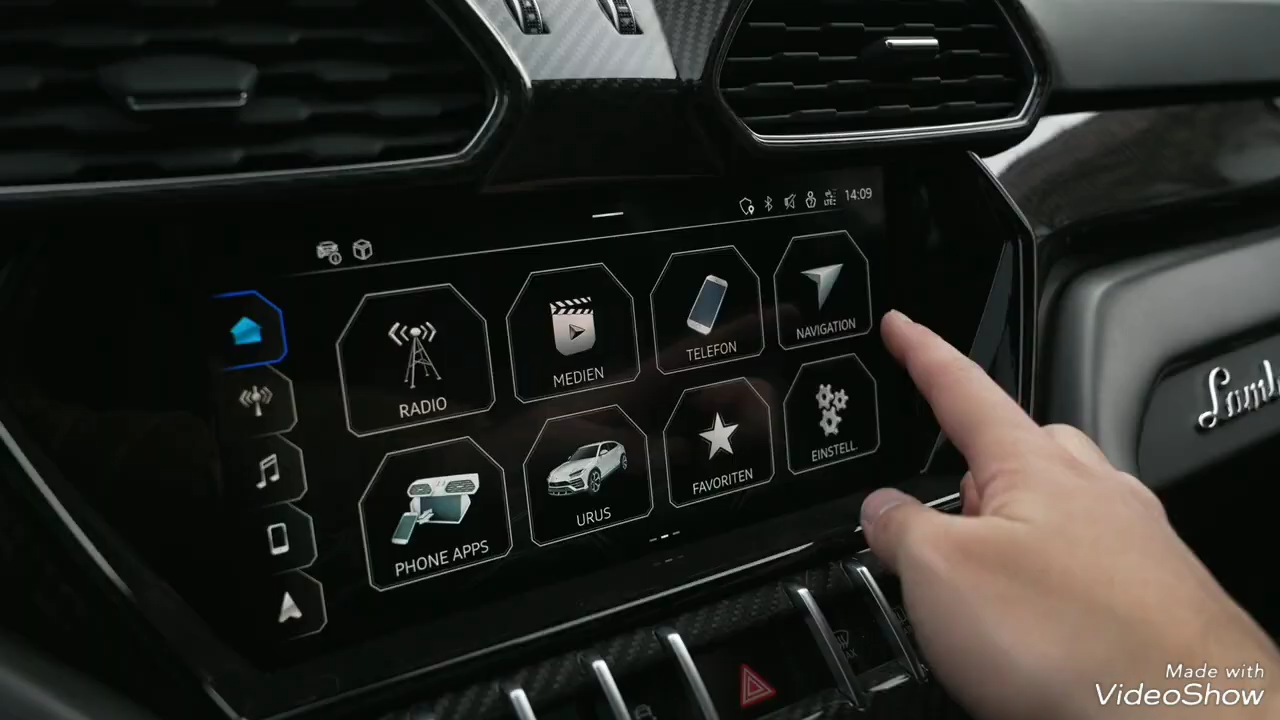 14:09
RADIO
MEDIEN
TELEFON
NAVIGATION
PHONE APPS
URUS
FAVORITEN
EINSTELL.
Made with
VideoShow